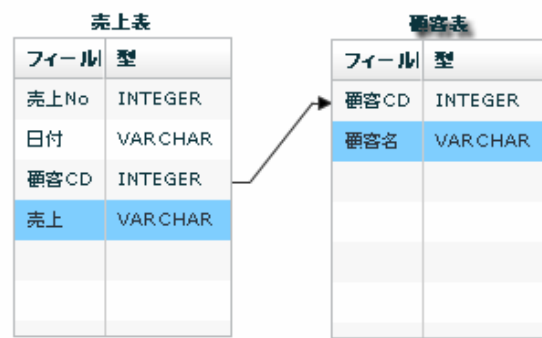 売上表
フィール 型
売上No INTEGER
日付 VARCHAR
顧客CD INTEGER
売上 VARCHAR
顧客表
フィール 型
顧客CD INTEGER
顧客名 VARCHAR